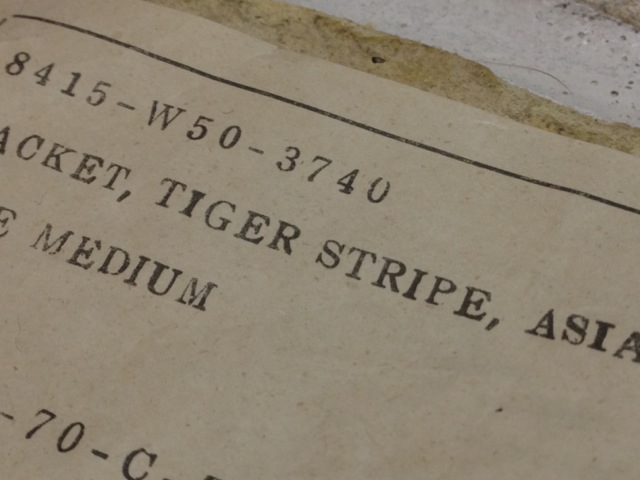 8415-W50-3740
ACKET, TIGER STRIPE, ASIA
E MEDIUM
-70-C